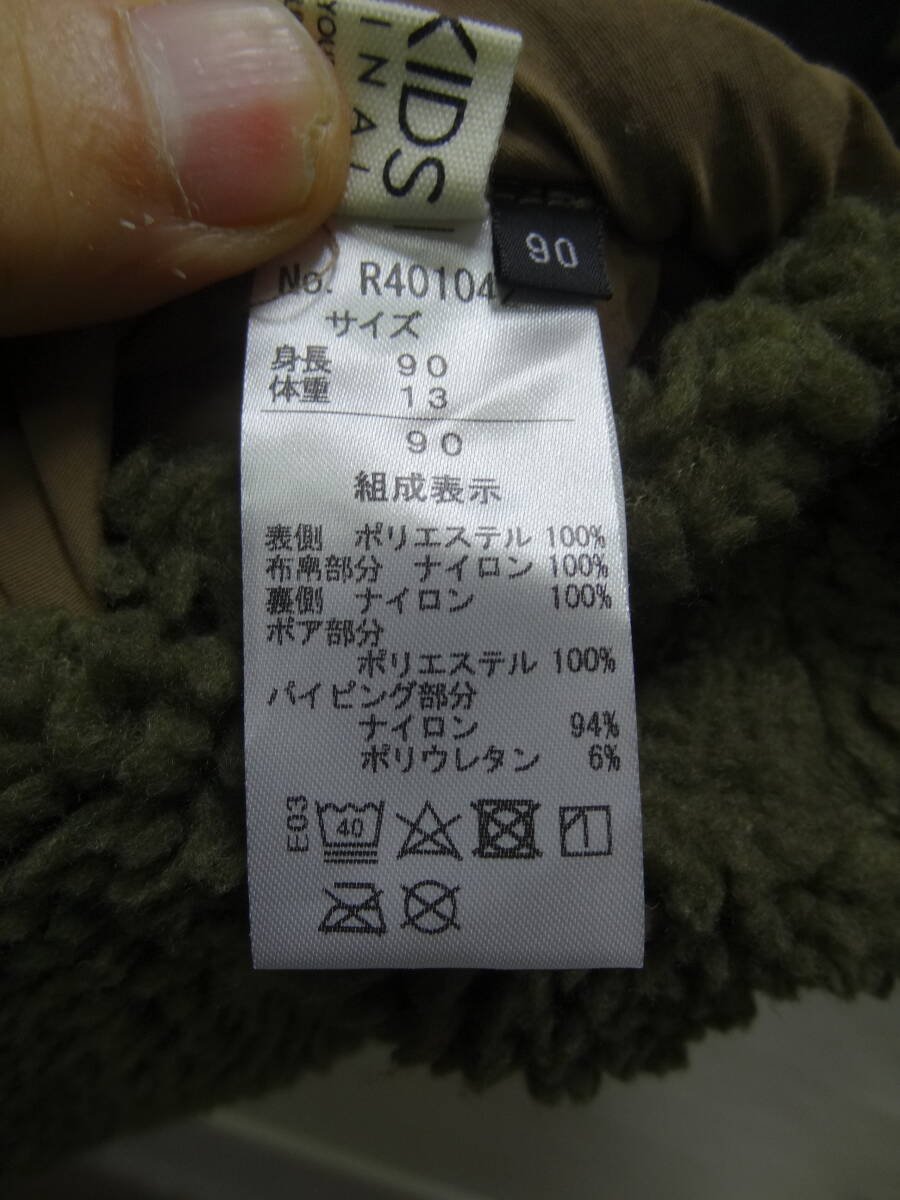 KIDS
90
No. R401047
サイズ
身長 90
体重 13
90
組成表示
表側 ポリエステル 100%
布帛部分 ナイロン 100%
裏側 ナイロン 100%
ボア部分
ポリエステル 100%
パイピング部分
ナイロン 94%
ポリウレタン 6%
E03
40